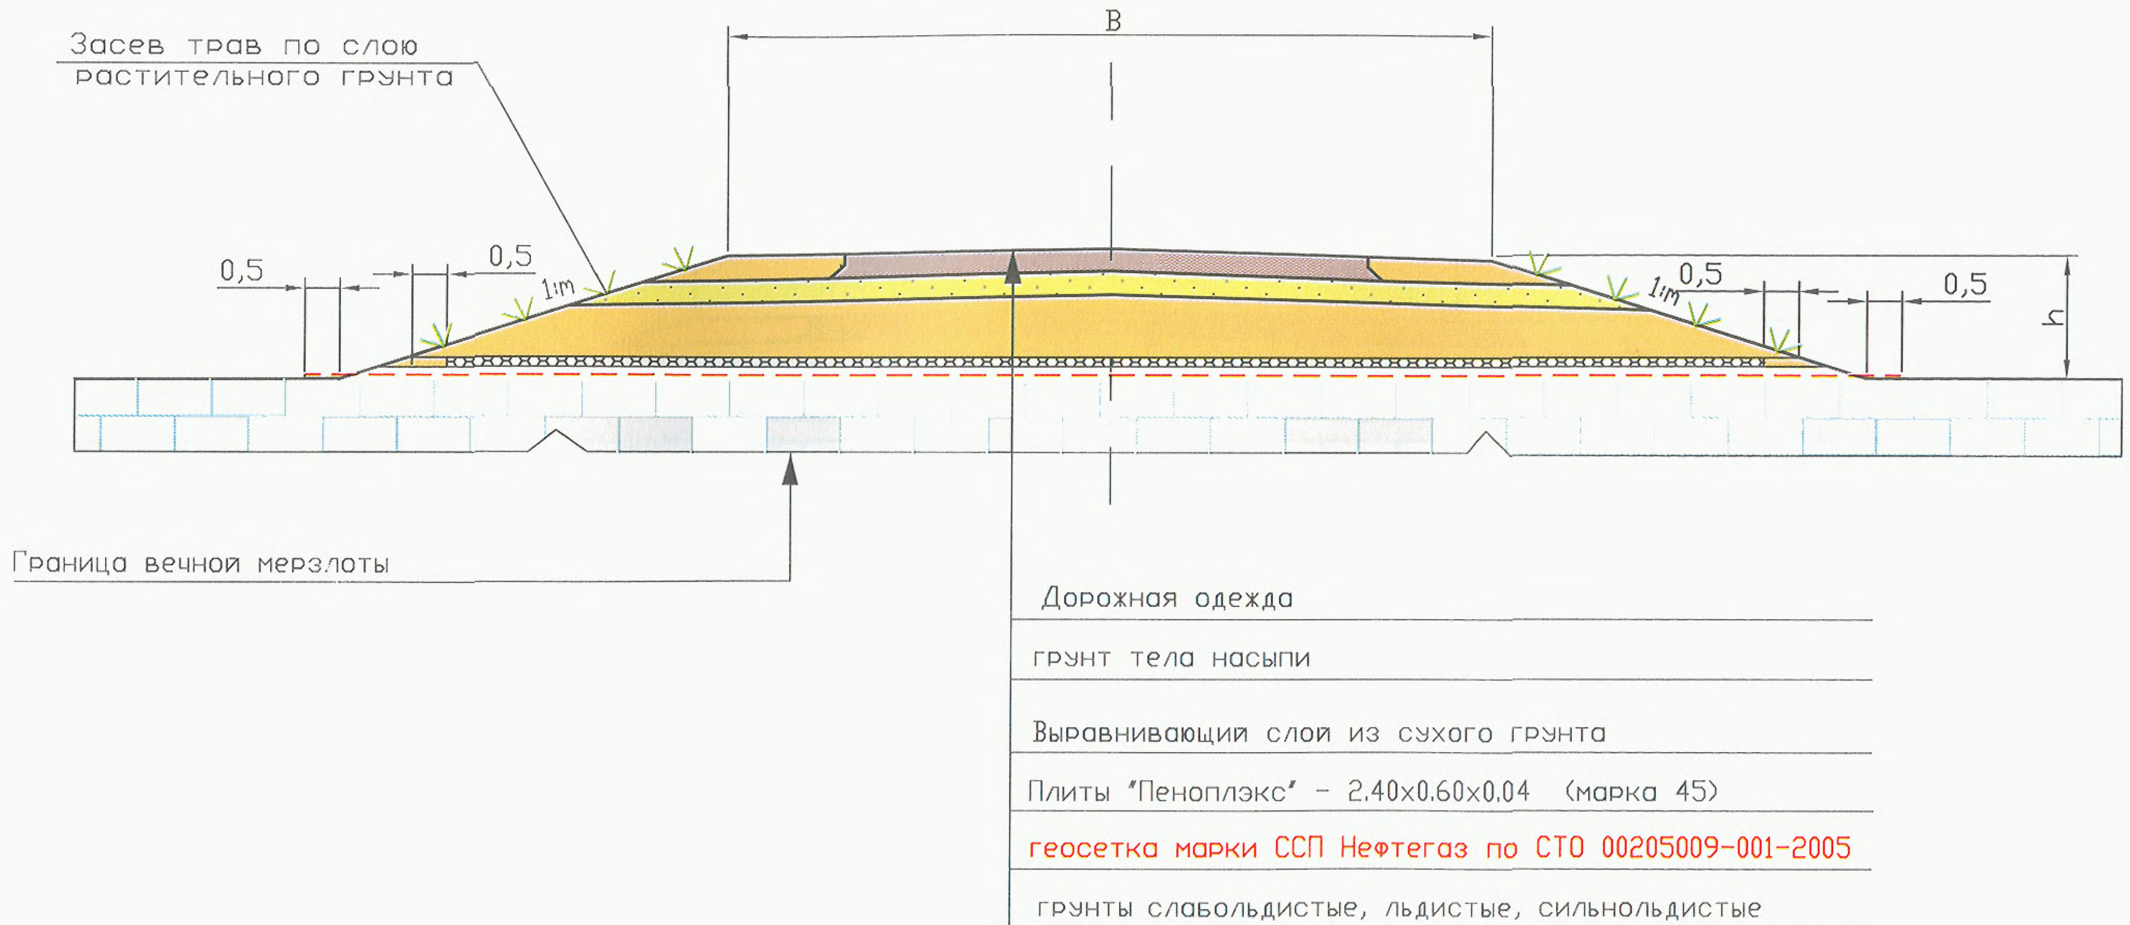 B
Засев трав по слою
растительного грунта
0,5
0,5
1:m
1:m
0,5
0,5
h
Граница вечной мерзлоты
Дорожная одежда
грунт тела насыпи
Выравнивающий слой из сухого грунта
Плиты "Пеноплэкс" - 2.40х0.60х0.04 (марка 45)
геосетка марки ССП Нефтегаз по СТО 00205009-001-2005
грунты слабольдистые, льдистые, сильнольдистые